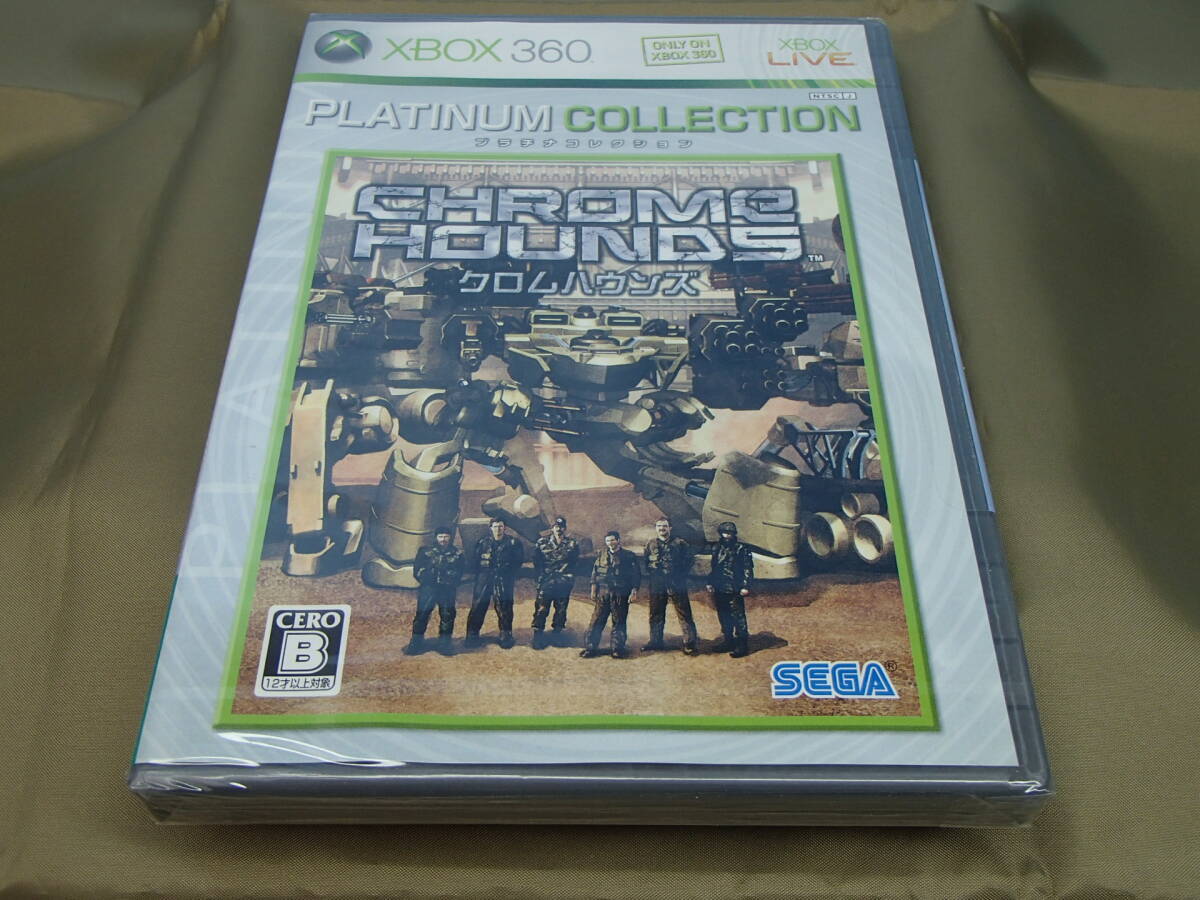 XBOX 360
ONLY ON
XBOX 360
XBOX
LIVE
NTSC J
PLATINUM COLLECTION
プラチナコレクション
CHROME
HOUNDS™
クロムハウンズ
CERO
B
12才以上対象
SEGA®